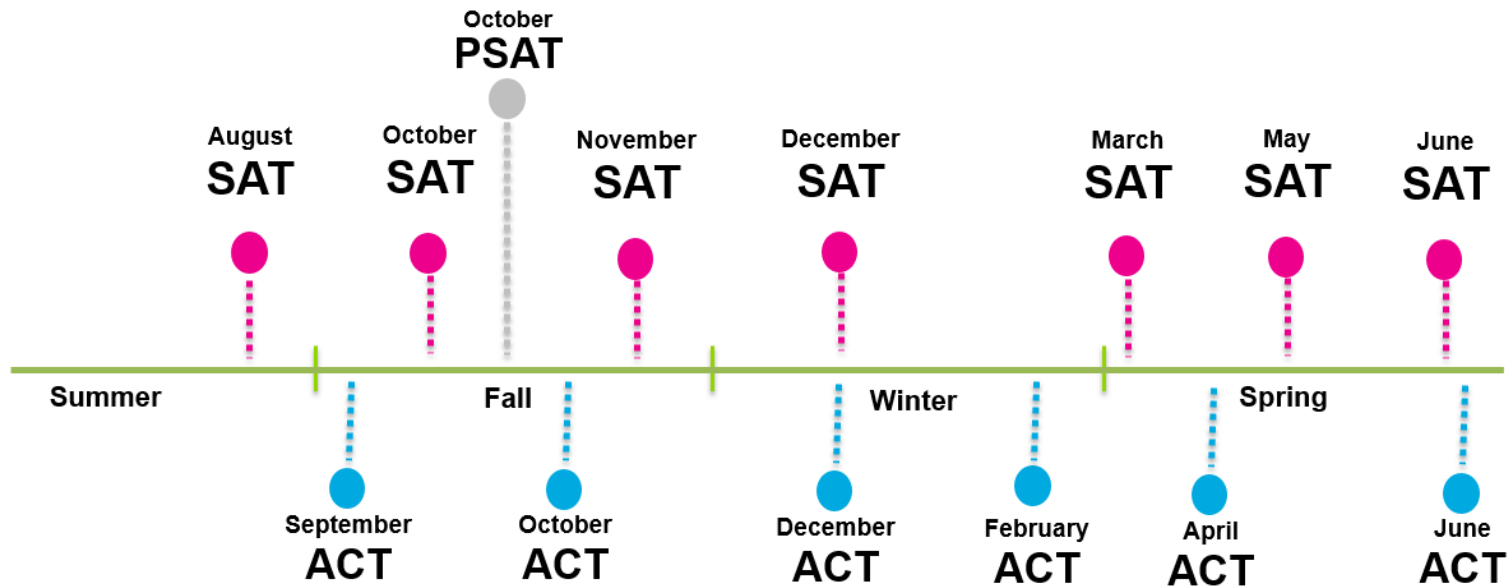 October
PSAT
August
SAT
October
SAT
November
SAT
December
SAT
March
SAT
May
SAT
June
SAT
Summer
Fall
Winter
Spring
September
ACT
October
ACT
December
ACT
February
ACT
April
ACT
June
ACT